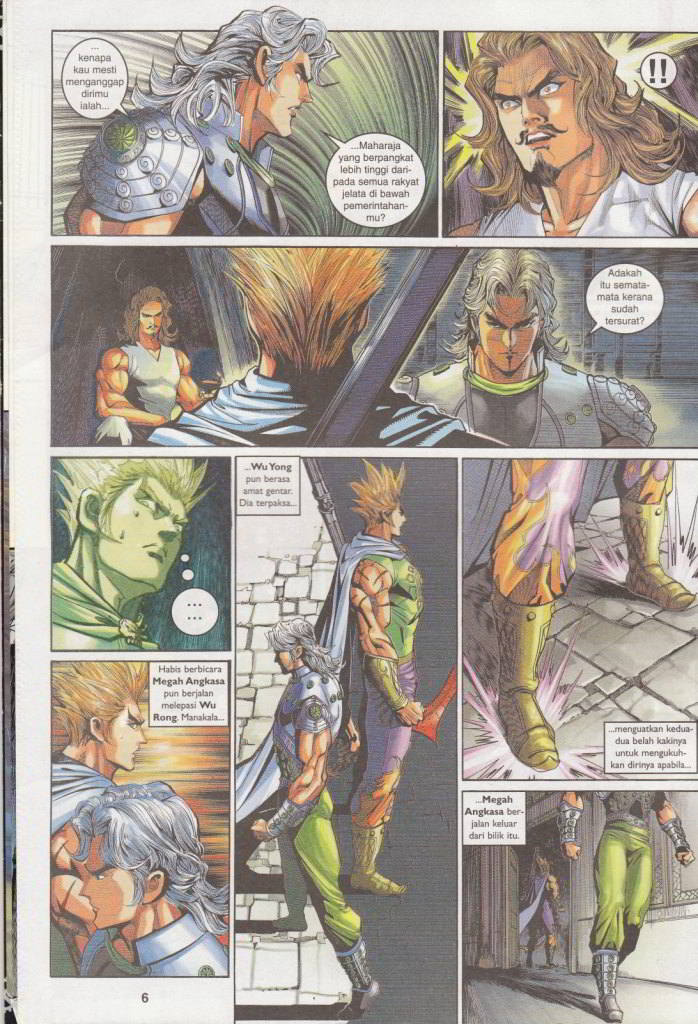 ...
kenapa
kau mesti
menganggap
dirimu
ialah...
...Maharaja
yang berpangkat
lebih tinggi dari-
pada semua rakyat
jelata di bawah
pemerintahan-
mu?
!!
Adakah
itu semata-
mata kerana
sudah
tersurat?
...
...
Habis berbicara
Megah Angkasa
pun berjalan
melepasi Wu
Rong. Manakala...
...Wu Yong
pun berasa
amat gentar.
Dia terpaksa...
...menguatkan kedua-
dua belah kakinya
untuk mengukuh-
kan dirinya apabila...
...Megah
Angkasa ber-
jalan keluar
dari bilik itu.
6